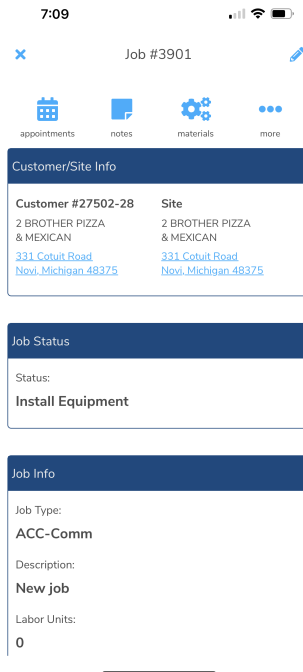 7:09
Job #3901
appointments notes materials more
Customer/Site Info
Customer #27502-28 Site
2 BROTHER PIZZA 2 BROTHER PIZZA
& MEXICAN & MEXICAN
331 Cotuit Road 331 Cotuit Road
Novi, Michigan 48375 Novi, Michigan 48375
Job Status
Status:
Install Equipment
Job Info
Job Type:
ACC-Comm
Description:
New job
Labor Units:
0